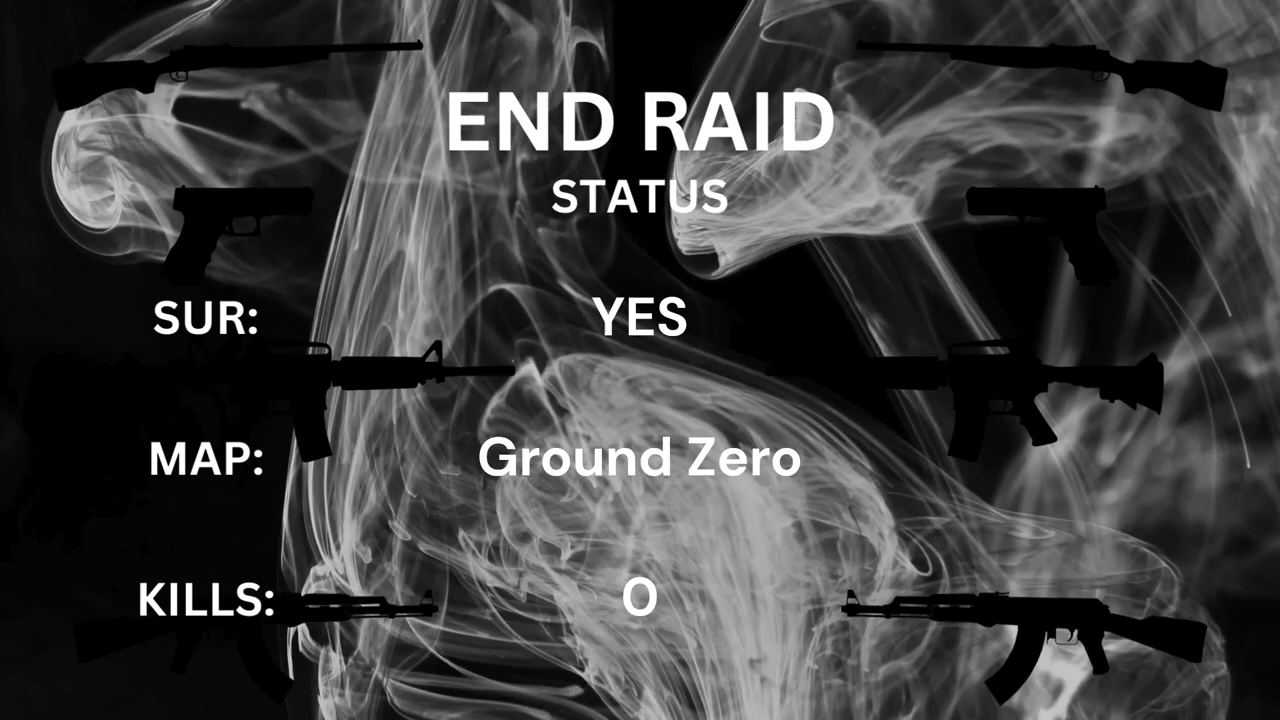 END RAID
STATUS
SUR: YES
MAP: Ground Zero
KILLS: 0